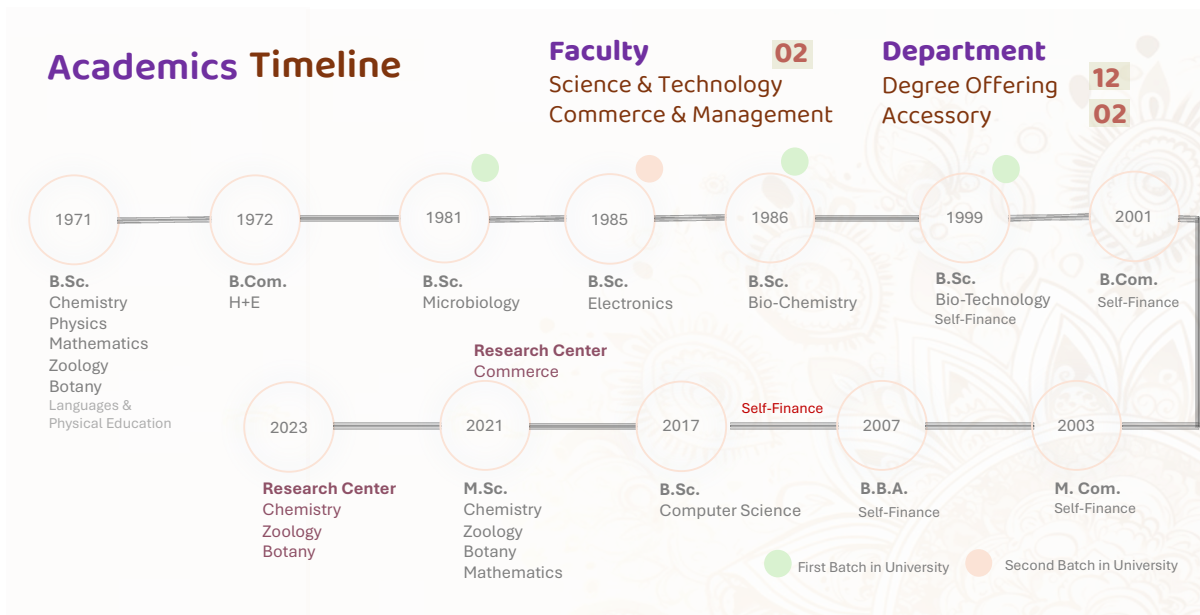 Academics Timeline
Faculty 02
Science & Technology
Commerce & Management
Department
Degree Offering 12
Accessory 02
1971
B.Sc.
Chemistry
Physics
Mathematics
Zoology
Botany
Languages &
Physical Education
1972
B.Com.
H+E
1981
B.Sc.
Microbiology
1985
B.Sc.
Electronics
1986
B.Sc.
Bio-Chemistry
1999
B.Sc.
Bio-Technology
Self-Finance
2001
B.Com.
Self-Finance
2003
M. Com.
Self-Finance
2007
B.B.A.
Self-Finance
Self-Finance
2017
B.Sc.
Computer Science
Research Center
Commerce
2021
M.Sc.
Chemistry
Zoology
Botany
Mathematics
2023
Research Center
Chemistry
Zoology
Botany
First Batch in University
Second Batch in University